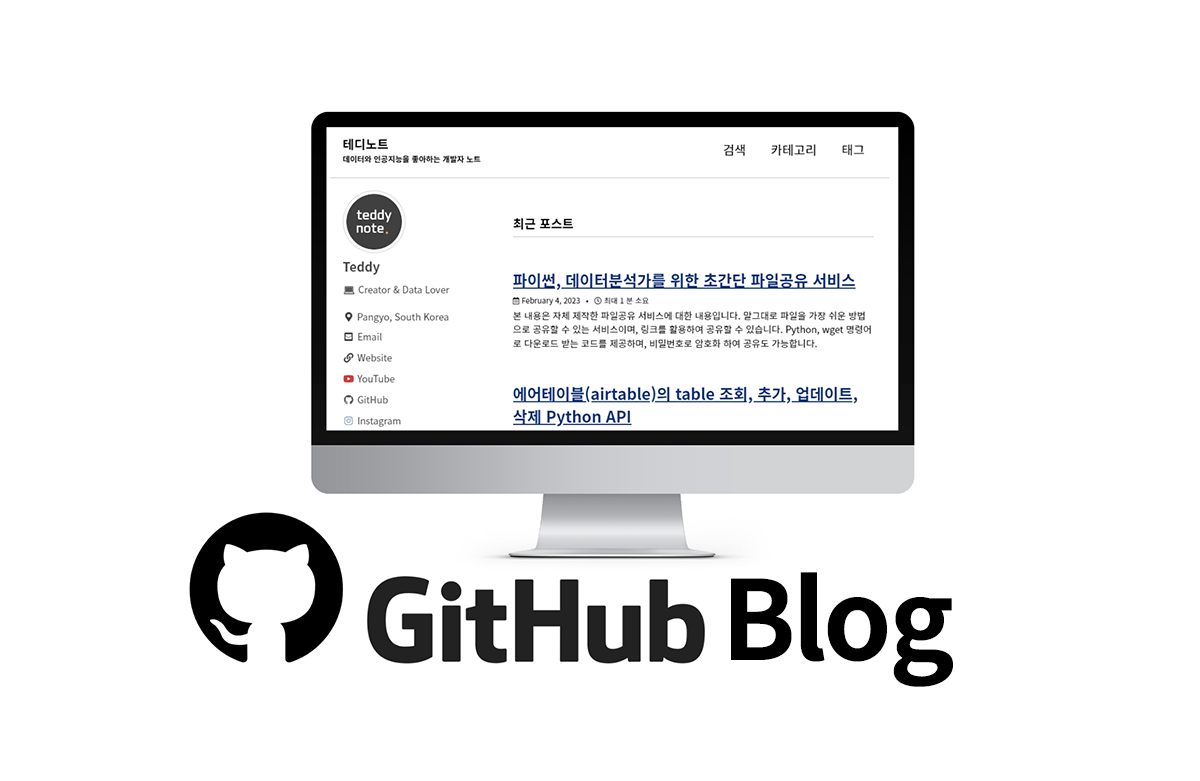 테디노트
데이터와 인공지능을 좋아하는 개발자 노트
검색 카테고리 태그
teddy
note.
Teddy
Creator & Data Lover
Pangyo, South Korea
Email
Website
YouTube
GitHub
Instagram
최근 포스트
파이썬, 데이터분석가를 위한 초간단 파일공유 서비스
February 4, 2023 • 최대 1 분 소요
본 내용은 자체 제작한 파일공유 서비스에 대한 내용입니다. 말그대로 파일을 가장 쉬운 방법
으로 공유할 수 있는 서비스이며, 링크를 활용하여 공유할 수 있습니다. Python, wget 명령어
로 다운로드 받는 코드를 제공하며, 비밀번호로 암호화 하여 공유도 가능합니다.
에어테이블(airtable)의 table 조회, 추가, 업데이트,
삭제 Python API
GitHub Blog